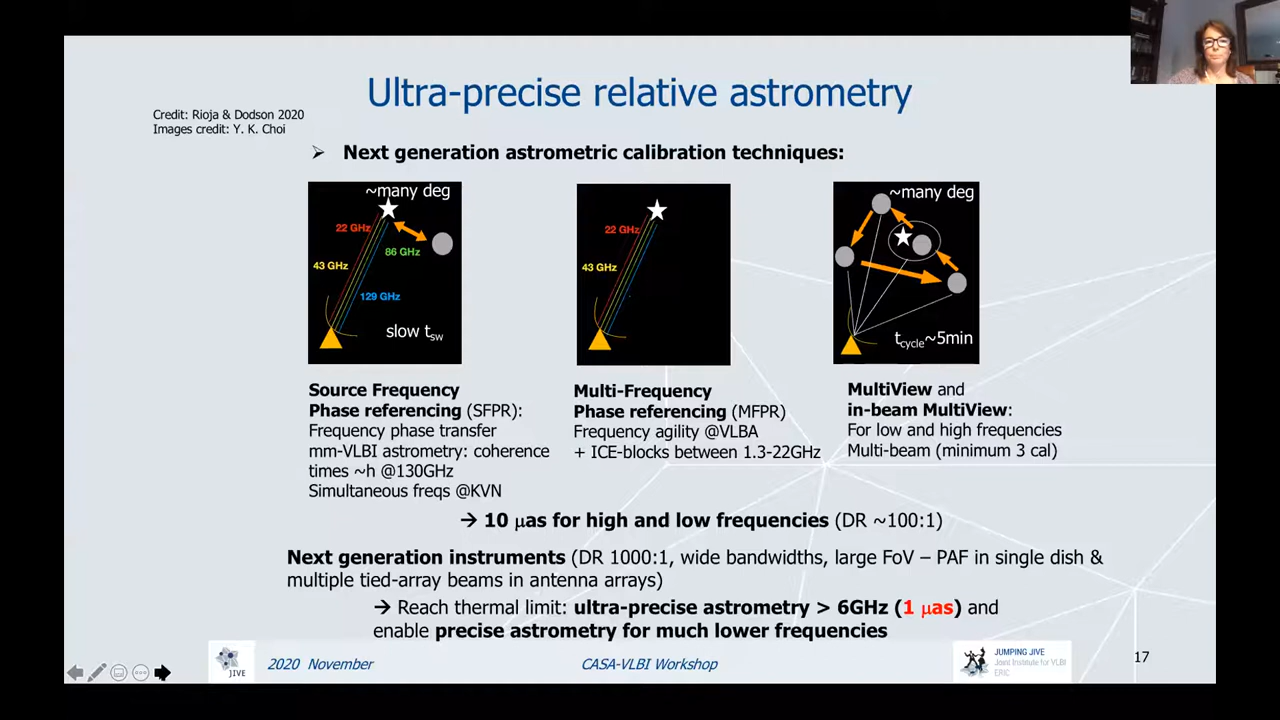 Ultra-precise relative astrometry
Credit: Rioja & Dodson 2020
Images credit: Y. K. Choi
➢ Next generation astrometric calibration techniques:
~many deg
22 GHz
86 GHz
43 GHz
129 GHz
slow tsw
22 GHz
43 GHz
~many deg
tcycle~5min
Source Frequency
Phase referencing (SFPR):
Frequency phase transfer
mm-VLBI astrometry: coherence
times ~h @130GHz
Simultaneous freqs @KVN
Multi-Frequency
Phase referencing (MFPR)
Frequency agility @VLBA
+ ICE-blocks between 1.3-22GHz
MultiView and
in-beam MultiView:
For low and high frequencies
Multi-beam (minimum 3 cal)
→ 10 μas for high and low frequencies (DR ~100:1)
Next generation instruments (DR 1000:1, wide bandwidths, large FoV – PAF in single dish &
multiple tied-array beams in antenna arrays)
→ Reach thermal limit: ultra-precise astrometry > 6GHz (1 μas) and
enable precise astrometry for much lower frequencies
JIVE
2020 November
CASA-VLBI Workshop
JUMPING JIVE
Joint Institute for VLBI
ERIC
17